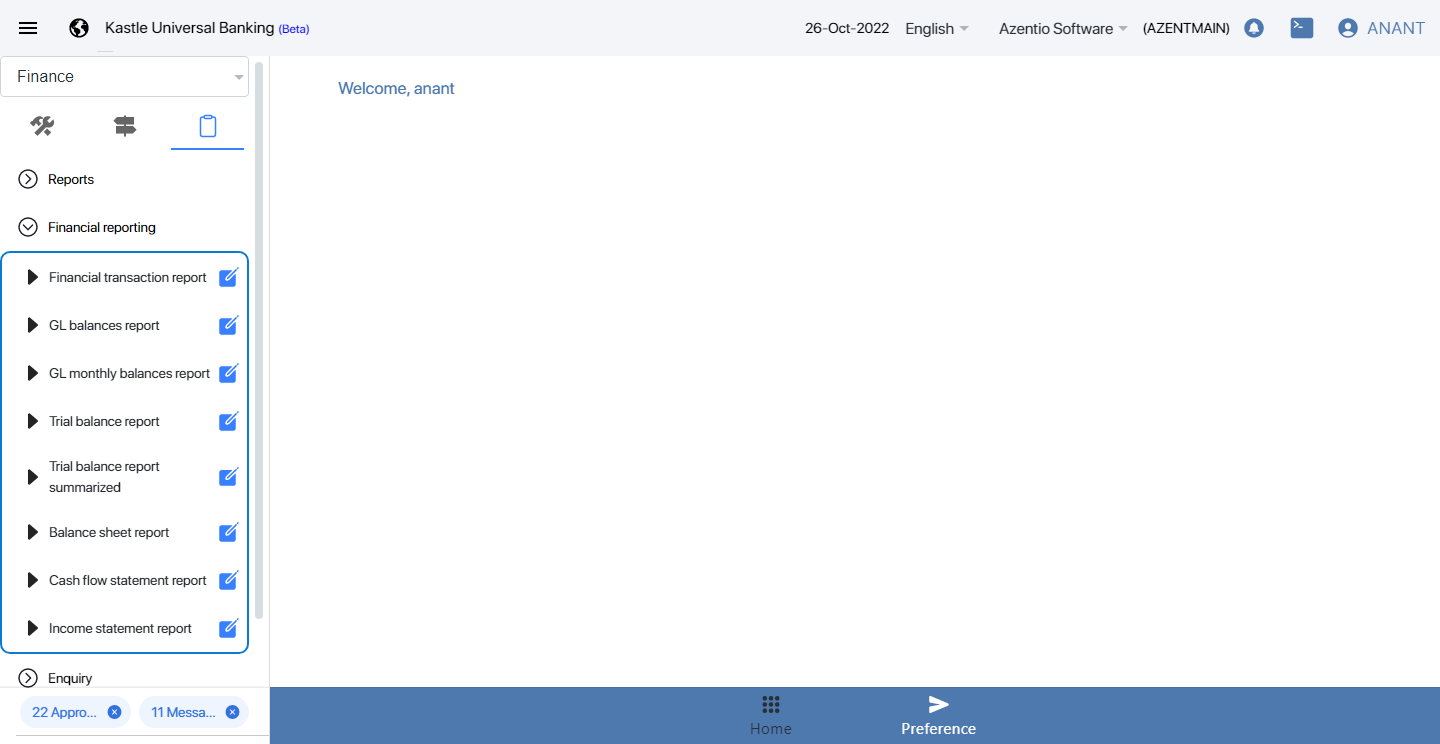 Kastle Universal Banking (Beta)
26-Oct-2022
English
Azentio Software
(AZENTMAIN)
ANANT
Finance
Welcome, anant
Reports
Financial reporting
Financial transaction report
GL balances report
GL monthly balances report
Trial balance report
Trial balance report
summarized
Balance sheet report
Cash flow statement report
Income statement report
Enquiry
22 Appro...
11 Messa...
Home
Preference